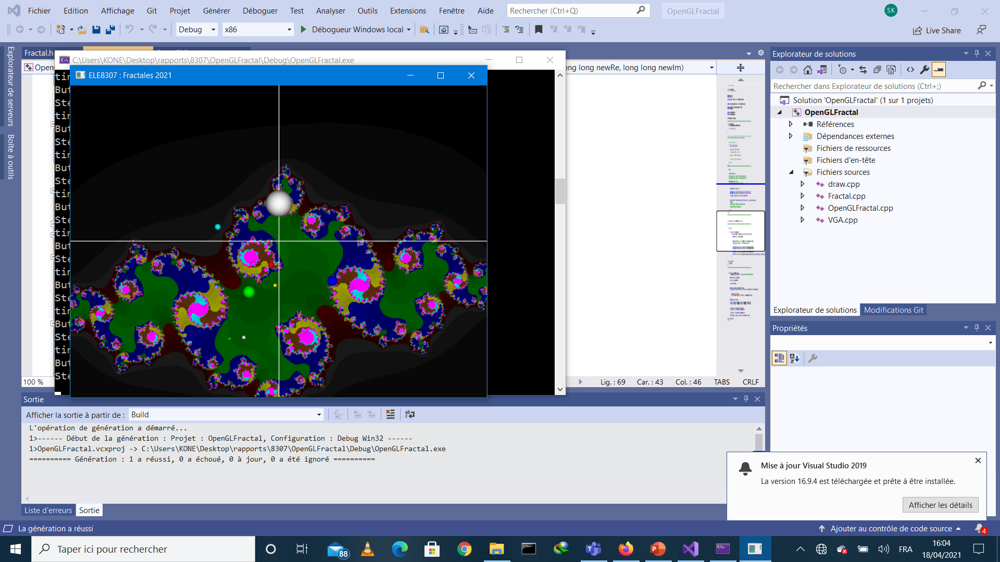 Fichier Edition Affichage Git Projet Générer Déboguer Test Analyser Outils Extensions Fenêtre Aide Rechercher (Ctrl+Q) OpenGLFractal SK
Debug x86 Débogueur Windows local Live Share
Explorateur de serveurs
Boîte à outils
Fractal.h
C:\Users\KONE\Desktop\rapports\8307\OpenGLFractal\Debug\OpenGLFractal.exe
ong long newRe, long long newIm)
ELE8307 : Fractales 2021
But
Ste
tir
But
Ste
tir
But
Ste
tir
But
Ste
tir
But
Ste
tir
But
Ste
tir
But
Ste
tir
But
Ste
100 %
Lig. : 69 Car. : 43 Col. : 46 TABS CRLF
Explorateur de solutions
Rechercher dans Explorateur de solutions (Ctrl+;)
Solution 'OpenGLFractal' (1 sur 1 projets)
OpenGLFractal
Références
Dépendances externes
Fichiers de ressources
Fichiers d'en-tête
Fichiers sources
draw.cpp
Fractal.cpp
OpenGLFractal.cpp
VGA.cpp
Explorateur de solutions Modifications Git
Propriétés
Sortie
Afficher la sortie à partir de : Build
L'opération de génération a démarré...
1>------ Début de la génération : Projet : OpenGLFractal, Configuration : Debug Win32 ------
1>OpenGLFractal.vcxproj -> C:\Users\KONE\Desktop\rapports\8307\OpenGLFractal\Debug\OpenGLFractal.exe
========== Génération : 1 a réussi, 0 a échoué, 0 à jour, 0 a été ignoré ==========
Mise à jour Visual Studio 2019
La version 16.9.4 est téléchargée et prête à être installée.
Afficher les détails
Liste d'erreurs Sortie
La génération a réussi
Ajouter au contrôle de code source 4
Taper ici pour rechercher
88
FRA
16:04
18/04/2021